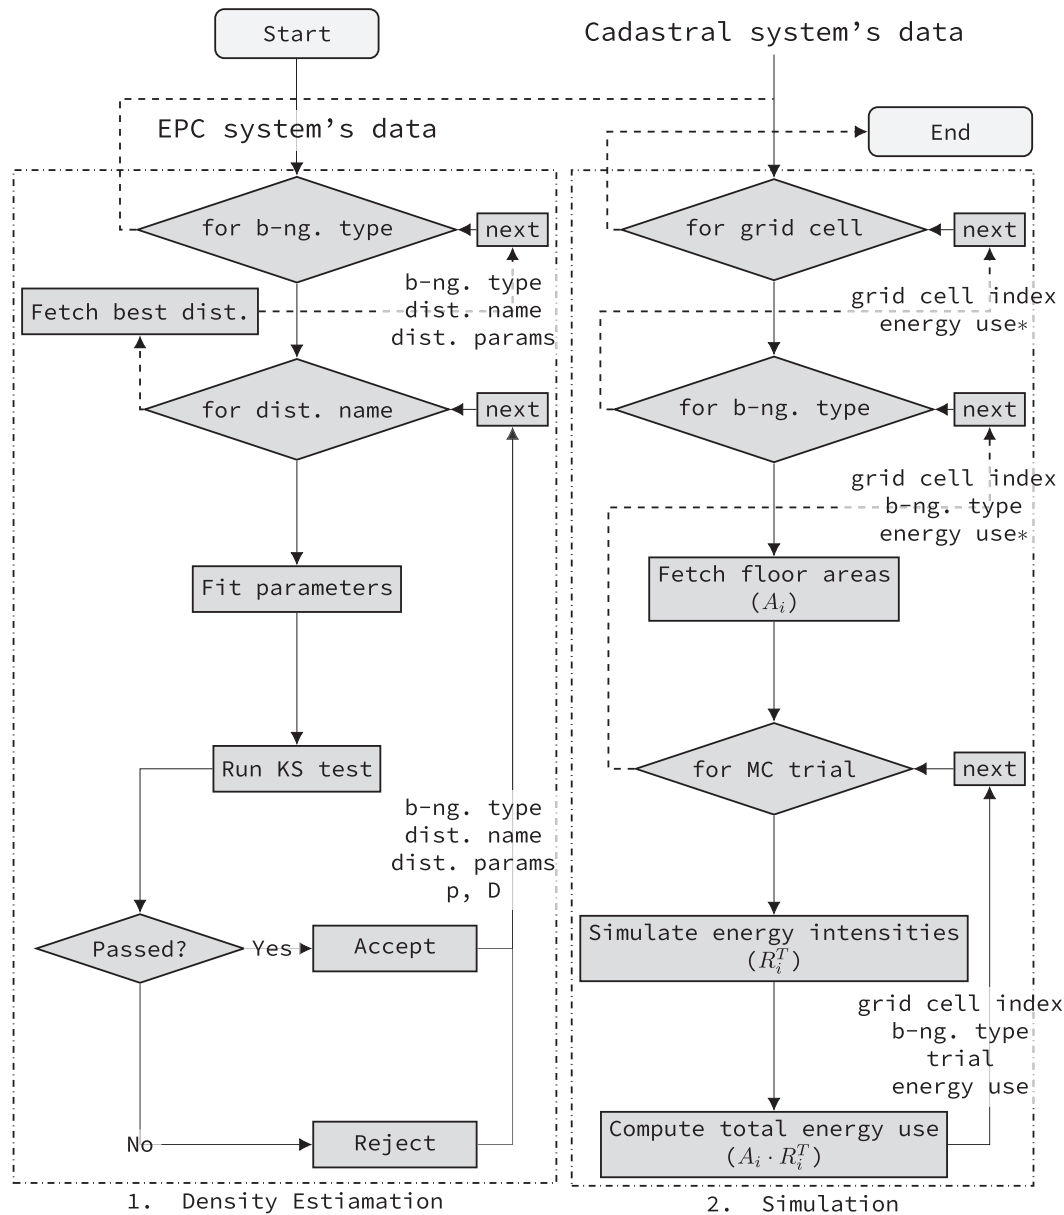 Start
EPC system's data
for b-ng. type
next
b-ng. type
dist. name
dist. params
Fetch best dist.
for dist. name
next
Fit parameters
Run KS test
b-ng. type
dist. name
dist. params
p, D
Passed?
Yes
Accept
No
Reject
1. Density Estiamation
Cadastral system's data
End
for grid cell
next
grid cell index
energy use*
for b-ng. type
next
grid cell index
b-ng. type
energy use*
Fetch floor areas
(A_i)
for MC trial
next
Simulate energy intensities
(R_i^T)
grid cell index
b-ng. type
trial
energy use
Compute total energy use
(A_i · R_i^T)
2. Simulation